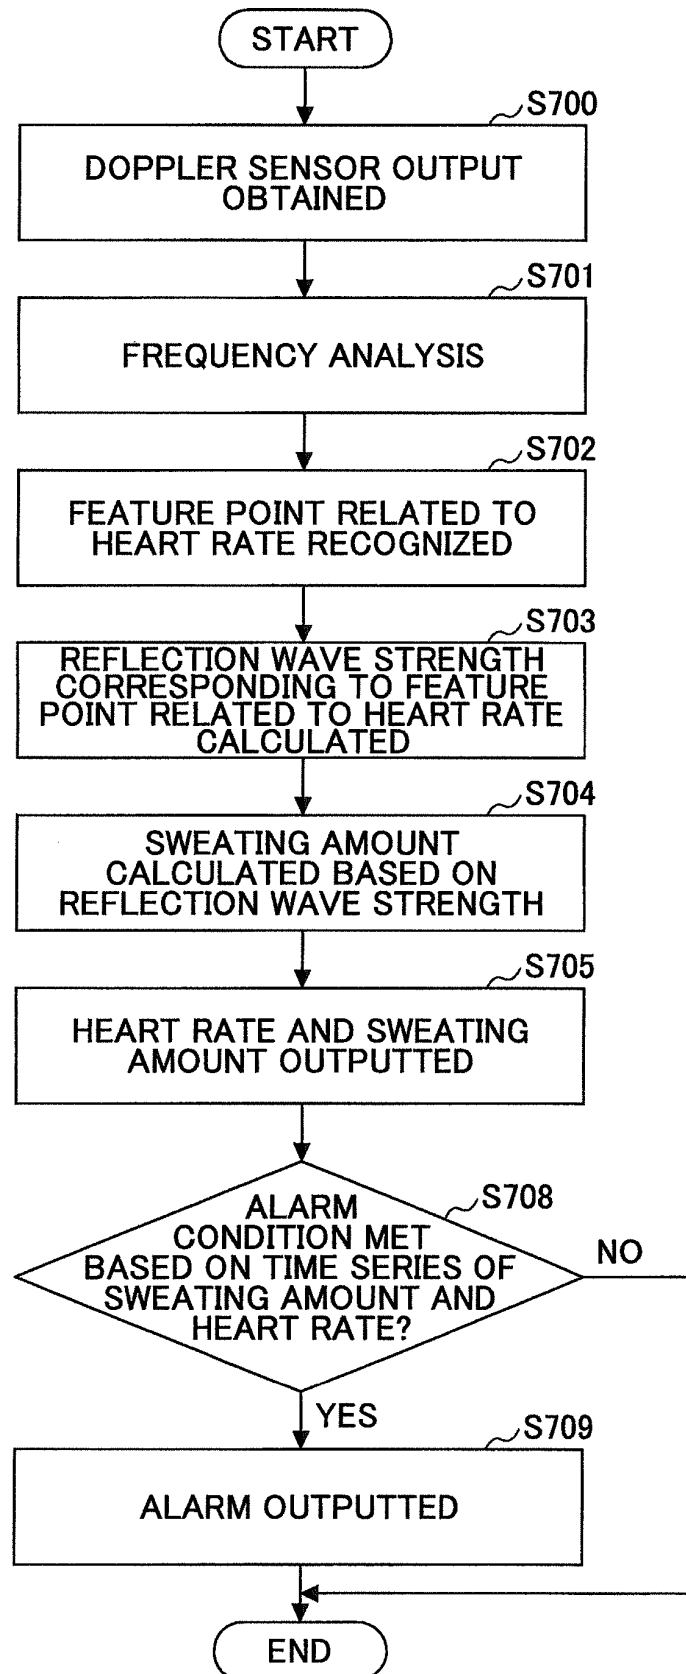 START
S700
DOPPLER SENSOR OUTPUT
OBTAINED
S701
FREQUENCY ANALYSIS
S702
FEATURE POINT RELATED TO
HEART RATE RECOGNIZED
S703
REFLECTION WAVE STRENGTH
CORRESPONDING TO FEATURE
POINT RELATED TO HEART RATE
CALCULATED
S704
SWEATING AMOUNT
CALCULATED BASED ON
REFLECTION WAVE STRENGTH
S705
HEART RATE AND SWEATING
AMOUNT OUTPUTTED
S708
ALARM
CONDITION MET
BASED ON TIME SERIES OF
SWEATING AMOUNT AND
HEART RATE?
NO
YES
S709
ALARM OUTPUTTED
END